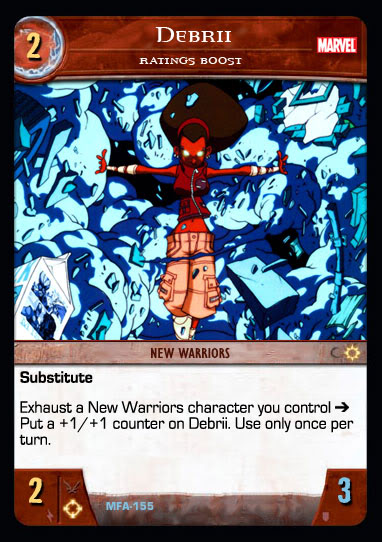 2
Debrii
RATINGS BOOST
MARVEL
NEW WARRIORS
Substitute
Exhaust a New Warriors character you control ➔
Put a +1/+1 counter on Debrii. Use only once per
turn.
2
MFA-155
3